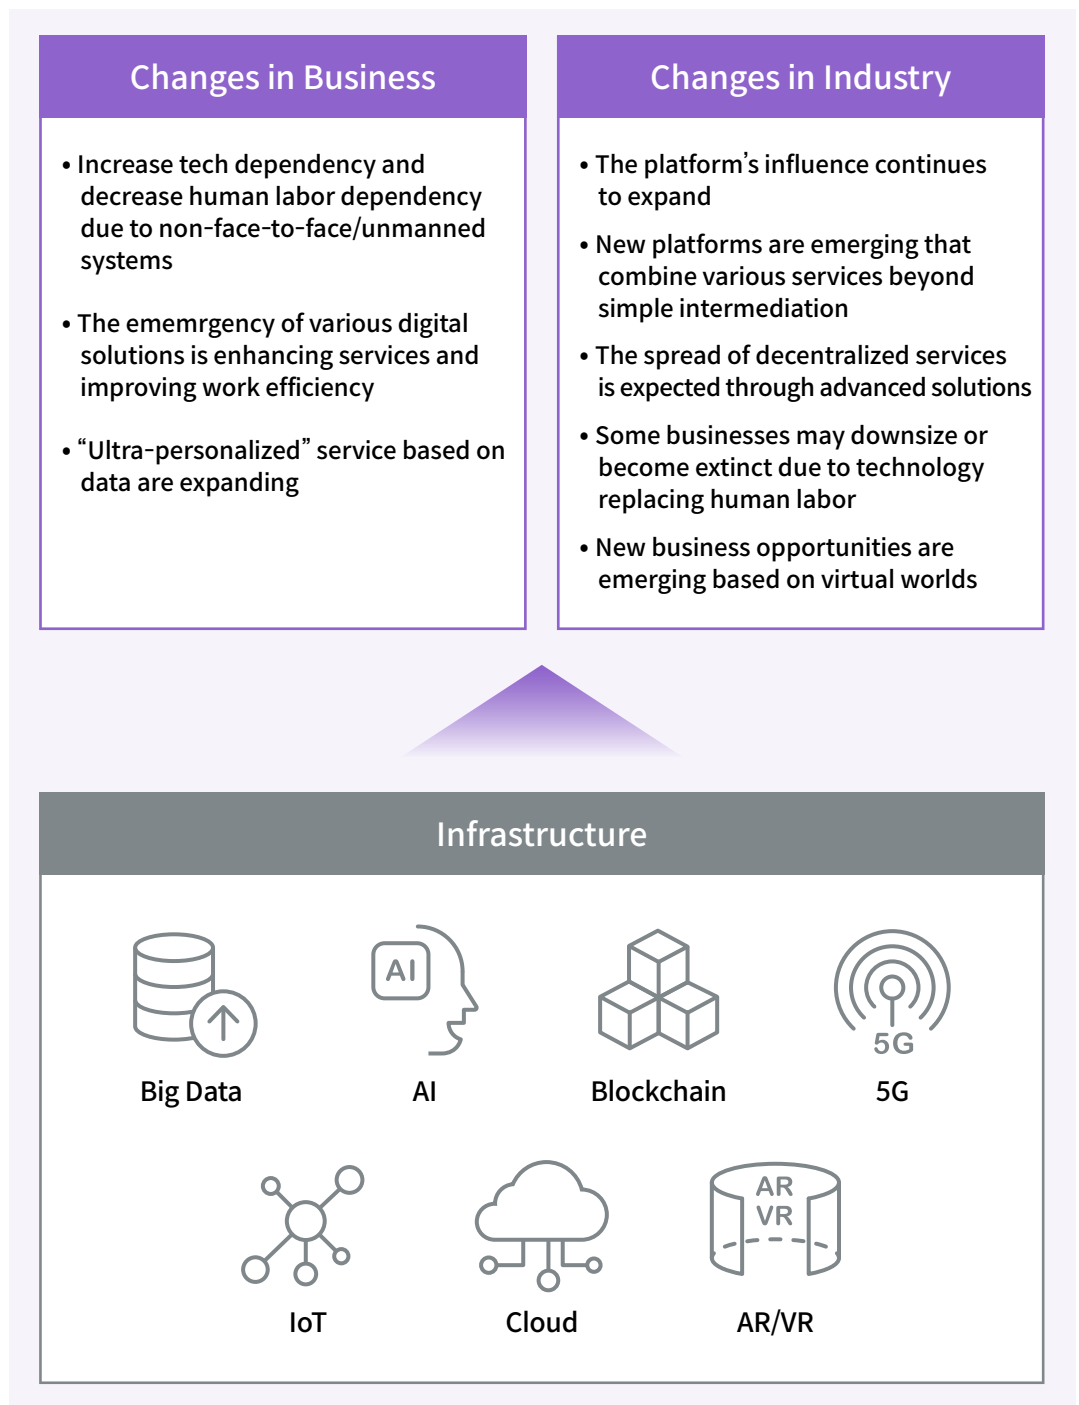 Changes in Business
• Increase tech dependency and
decrease human labor dependency
due to non-face-to-face/unmanned
systems
• The ememrgency of various digital
solutions is enhancing services and
improving work efficiency
• “Ultra-personalized” service based on
data are expanding
Changes in Industry
• The platform’s influence continues
to expand
• New platforms are emerging that
combine various services beyond
simple intermediation
• The spread of decentralized services
is expected through advanced solutions
• Some businesses may downsize or
become extinct due to technology
replacing human labor
• New business opportunities are
emerging based on virtual worlds
Infrastructure
AI
5G
Big Data
AI
Blockchain
5G
AR
VR
IoT
Cloud
AR/VR